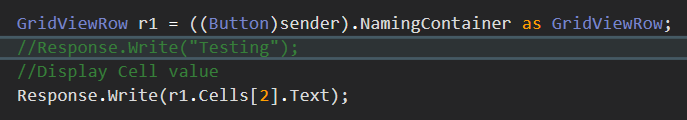 GridViewRow r1 = ((Button)sender).NamingContainer as GridViewRow;
//Response.Write("Testing");
//Display Cell value
Response.Write(r1.Cells[2].Text);